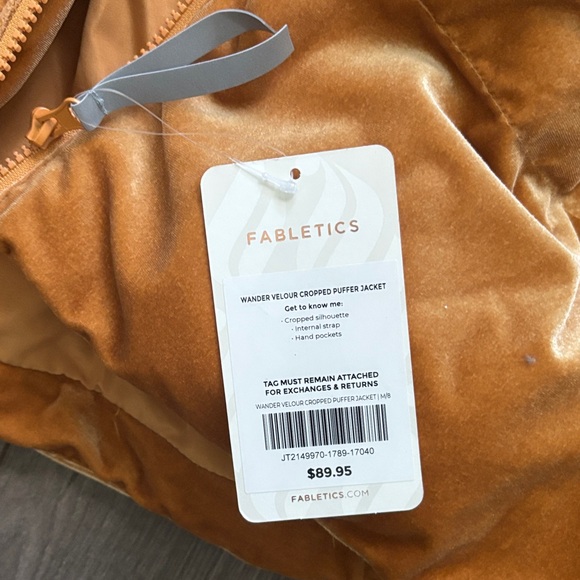 FABLETICS
WANDER VELOUR CROPPED PUFFER JACKET
Get to know me:
- Cropped silhouette
- Internal strap
- Hand pockets
TAG MUST REMAIN ATTACHED
FOR EXCHANGES & RETURNS
WANDER VELOUR CROPPED PUFFER JACKET | M/8
JT2149970-1789-17040
$89.95
FABLETICS.COM